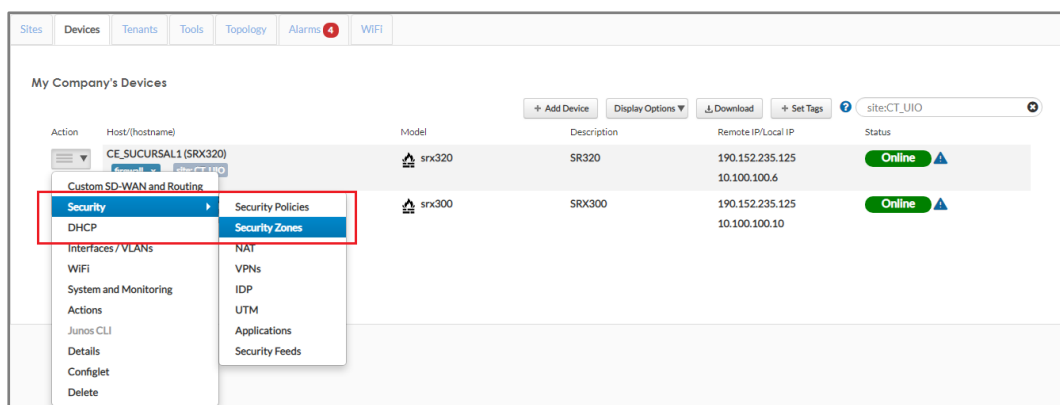 Sites Devices Tenants Tools Topology Alarms 4 WiFi
My Company's Devices
+ Add Device Display Options ▼ Download + Set Tags ? site:CT_UIO
Action Host/(hostname) Model Description Remote IP/Local IP Status
CE_SUCURSAL1 (SRX320) srx320 SR320 190.152.235.125 Online
firewall site:CT_UIO 10.100.100.6
Custom SD-WAN and Routing
Security Security Policies srx300 SRX300 190.152.235.125 Online
DHCP Security Zones 10.100.100.10
Interfaces / VLANs NAT
WiFi VPNs
System and Monitoring IDP
Actions UTM
Junos CLI Applications
Details Security Feeds
Configlet
Delete